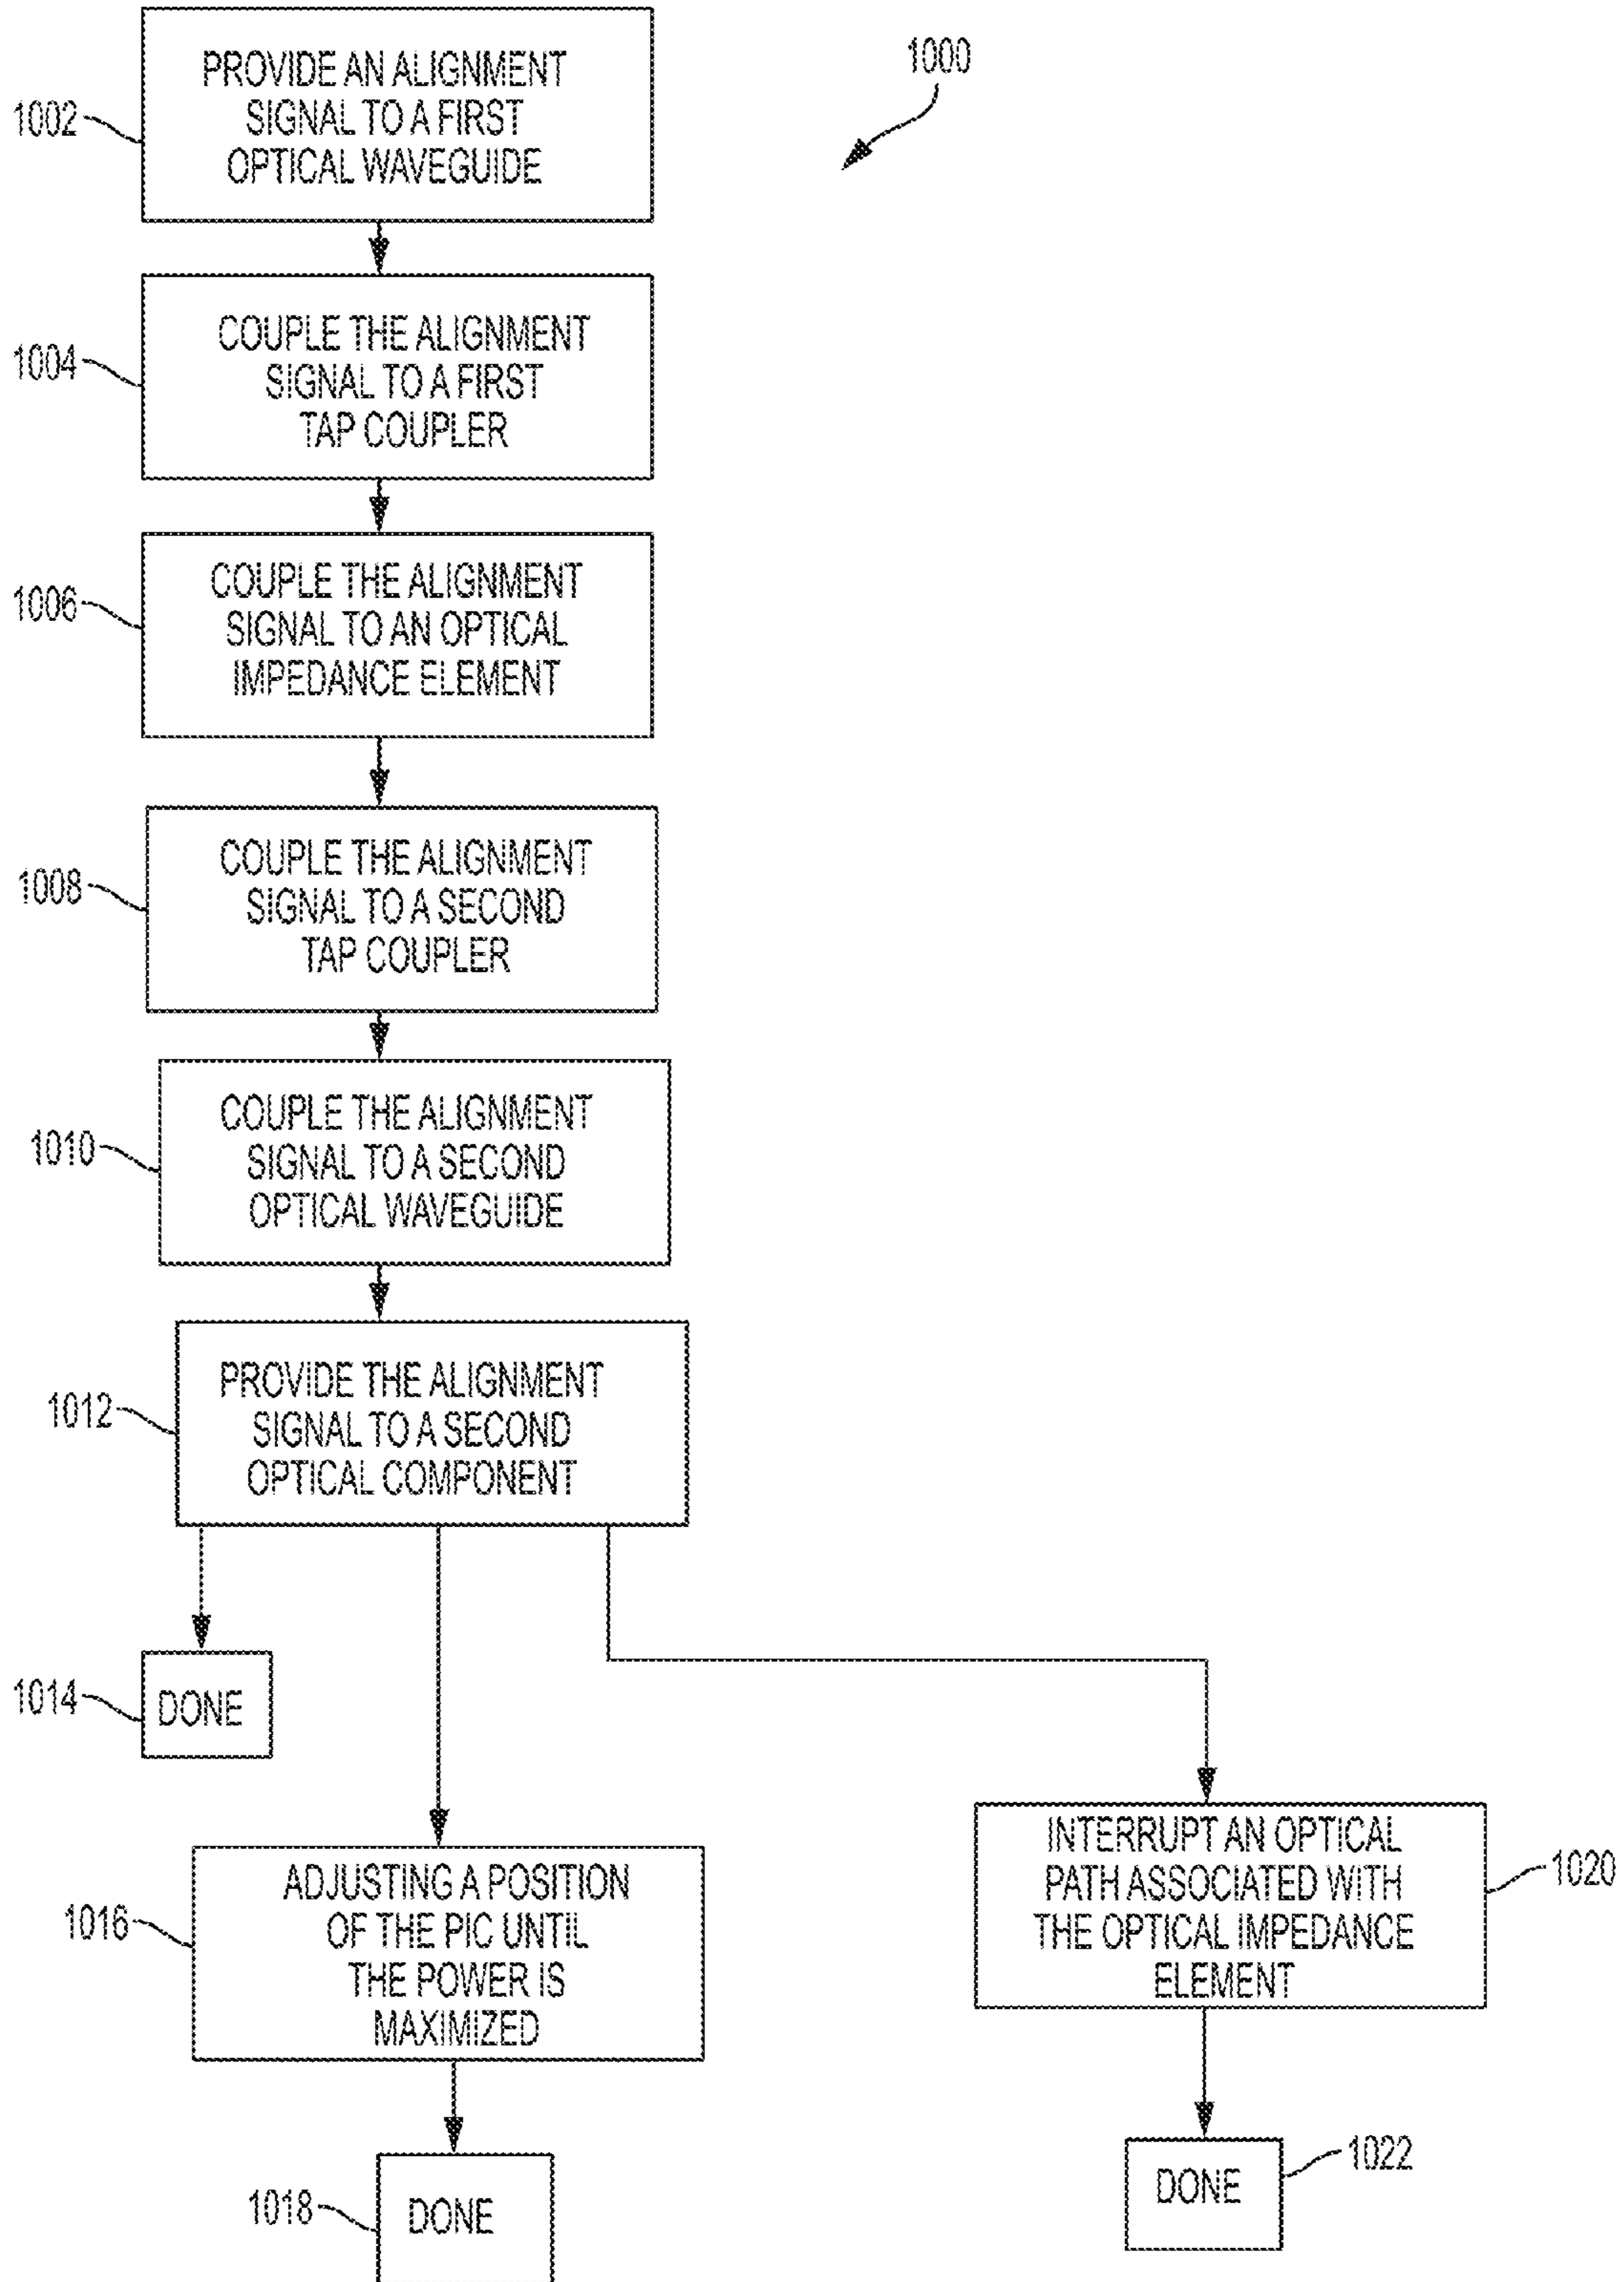 1000
1002
PROVIDE AN ALIGNMENT
SIGNAL TO A FIRST
OPTICAL WAVEGUIDE
1004
COUPLE THE ALIGNMENT
SIGNAL TO A FIRST
TAP COUPLER
1006
COUPLE THE ALIGNMENT
SIGNAL TO AN OPTICAL
IMPEDANCE ELEMENT
1008
COUPLE THE ALIGNMENT
SIGNAL TO A SECOND
TAP COUPLER
1010
COUPLE THE ALIGNMENT
SIGNAL TO A SECOND
OPTICAL WAVEGUIDE
1012
PROVIDE THE ALIGNMENT
SIGNAL TO A SECOND
OPTICAL COMPONENT
1014
DONE
1016
ADJUSTING A POSITION
OF THE PIC UNTIL
THE POWER IS
MAXIMIZED
1018
DONE
INTERRUPT AN OPTICAL
PATH ASSOCIATED WITH
THE OPTICAL IMPEDANCE
ELEMENT
1020
DONE
1022